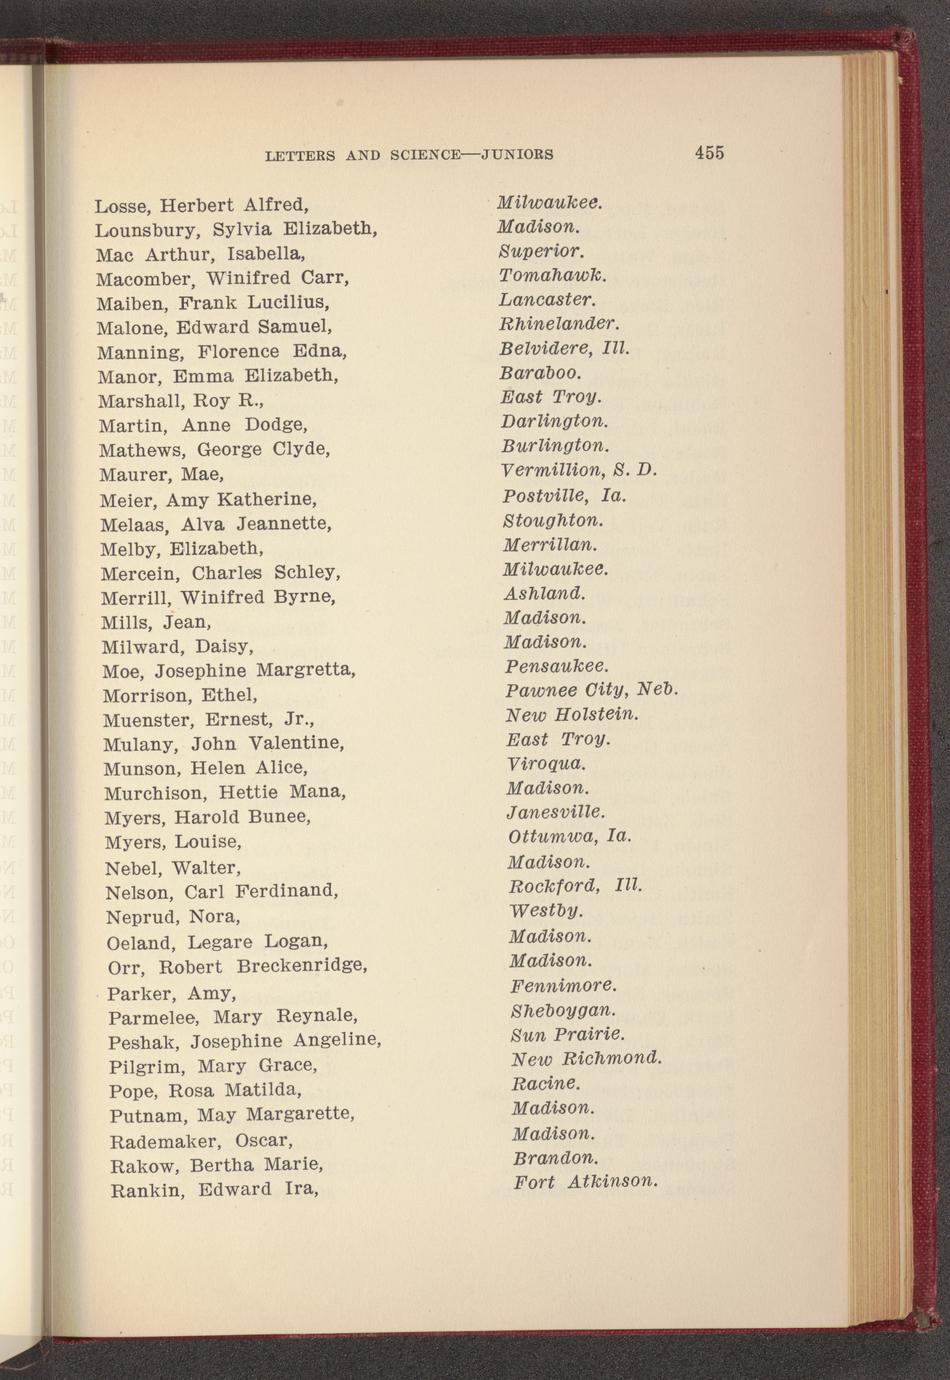 LETTERS AND SCIENCE—JUNIORS 455
Losse, Herbert Alfred, Milwaukee.
Lounsbury, Sylvia Elizabeth, Madison.
Mac Arthur, Isabella, Superior.
Macomber, Winifred Carr, Tomahawk.
Maiben, Frank Lucilius, Lancaster.
Malone, Edward Samuel, Rhinelander.
Manning, Florence Edna, Belvidere, Ill.
Manor, Emma Elizabeth, Baraboo.
Marshall, Roy R., East Troy.
Martin, Anne Dodge, Darlington.
Mathews, George Clyde, Burlington.
Maurer, Mae, Vermillion, S. D.
Meier, Amy Katherine, Postville, Ia.
Melaas, Alva Jeannette, Stoughton.
Melby, Elizabeth, Merrillan.
Mercein, Charles Schley, Milwaukee.
Merrill, Winifred Byrne, Ashland.
Mills, Jean, Madison.
Milward, Daisy, Madison.
Moe, Josephine Margretta, Pensaukee.
Morrison, Ethel, Pawnee City, Neb.
Muenster, Ernest, Jr., New Holstein.
Mulany, John Valentine, East Troy.
Munson, Helen Alice, Viroqua.
Murchison, Hettie Mana, Madison.
Myers, Harold Bunee, Janesville.
Myers, Louise, Ottumwa, Ia.
Nebel, Walter, Madison.
Nelson, Carl Ferdinand, Rockford, Ill.
Neprud, Nora, Westby.
Oeland, Legare Logan, Madison.
Orr, Robert Breckenridge, Madison.
Parker, Amy, Fennimore.
Parmelee, Mary Reynale, Sheboygan.
Peshak, Josephine Angeline, Sun Prairie.
Pilgrim, Mary Grace, New Richmond.
Pope, Rosa Matilda, Racine.
Putnam, May Margarette, Madison.
Rademaker, Oscar, Madison.
Rakow, Bertha Marie, Brandon.
Rankin, Edward Ira, Fort Atkinson.